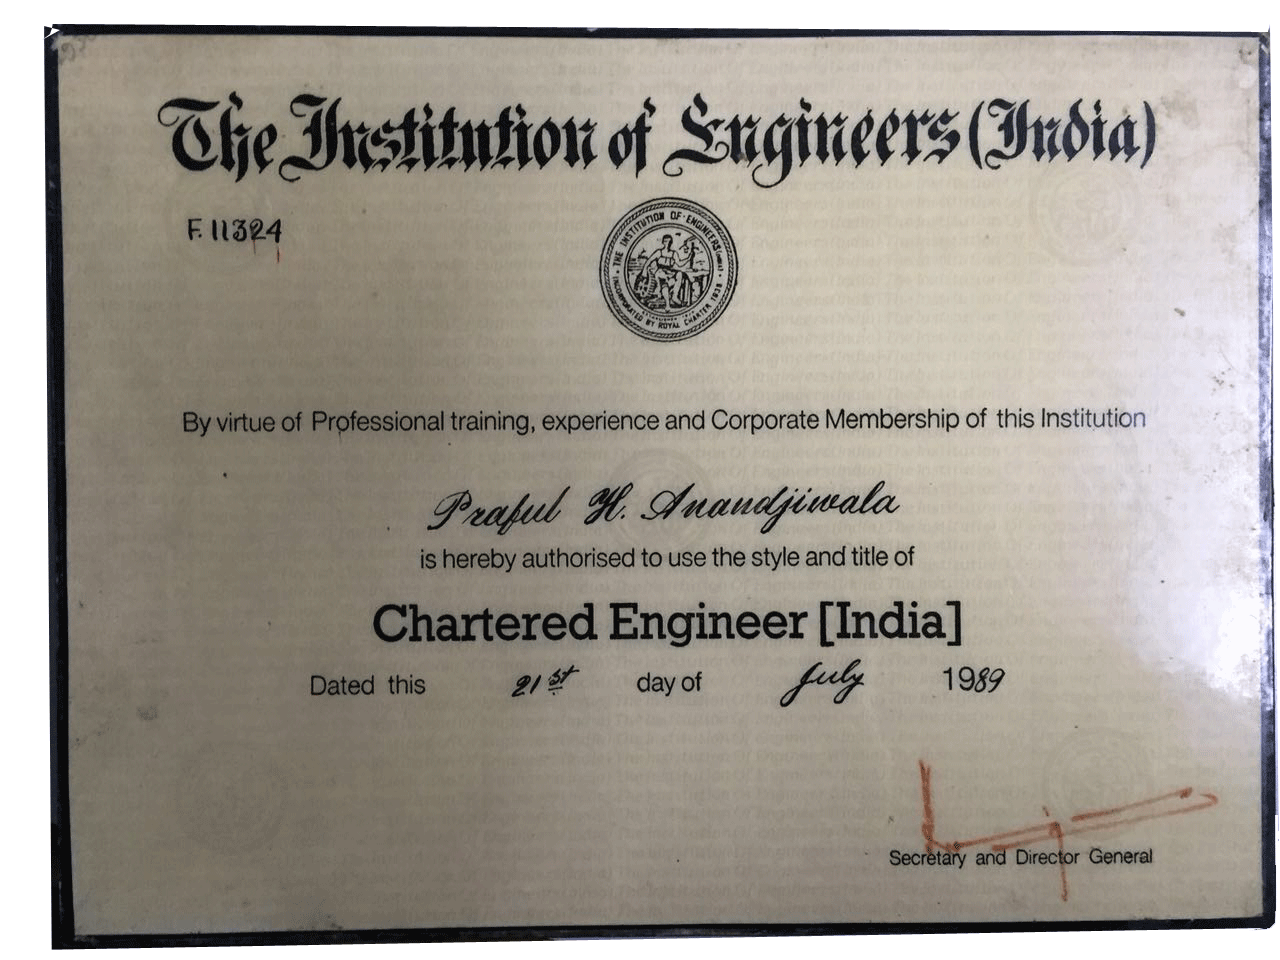 The Institution of Engineers (India)
F. 11324
THE INSTITUTION OF ENGINEERS (INDIA)
INCORPORATED BY ROYAL CHARTER 1935
By virtue of Professional training, experience and Corporate Membership of this Institution
Praful H. Anandjiwala
is hereby authorised to use the style and title of
Chartered Engineer [India]
Dated this 21st day of July 1989
Secretary and Director General